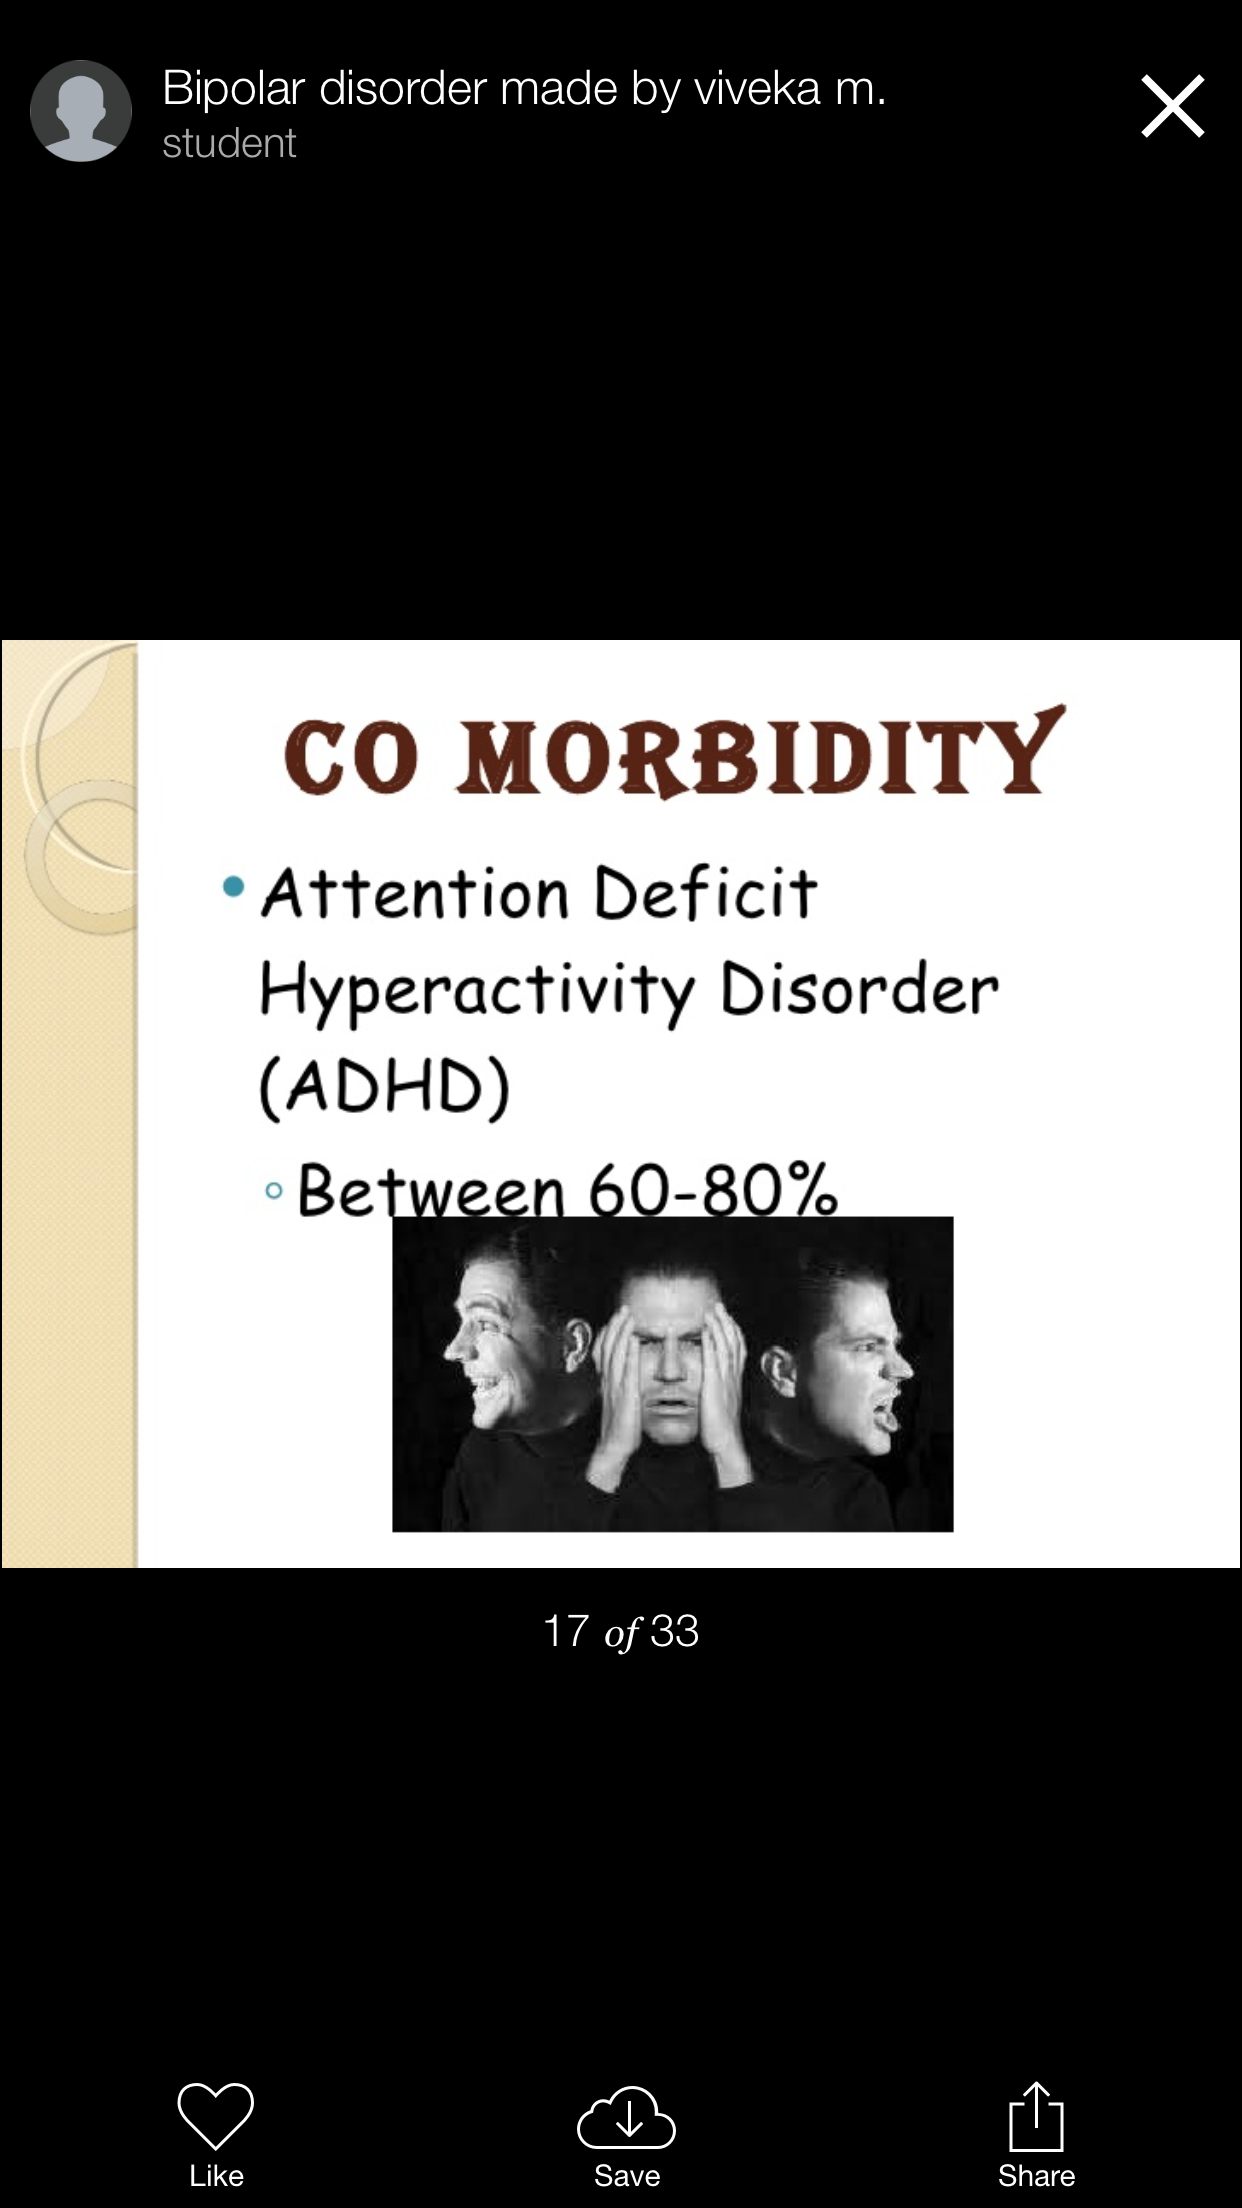 Bipolar disorder made by viveka m.
student
CO MORBIDITY
Attention Deficit
Hyperactivity Disorder
(ADHD)
Between 60-80%
17 of 33
Like
Save
Share